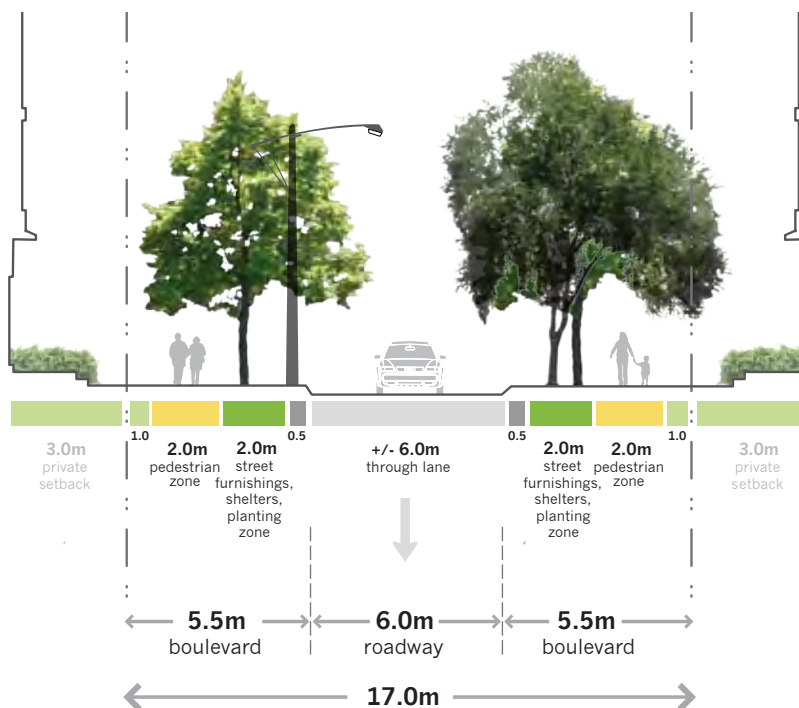 3.0m
private
setback
1.0
2.0m
pedestrian
zone
2.0m
street
furnishings,
shelters,
planting
zone
0.5
+/- 6.0m
through lane
0.5
2.0m
street
furnishings,
shelters,
planting
zone
2.0m
pedestrian
zone
1.0
3.0m
private
setback
5.5m
boulevard
6.0m
roadway
5.5m
boulevard
17.0m